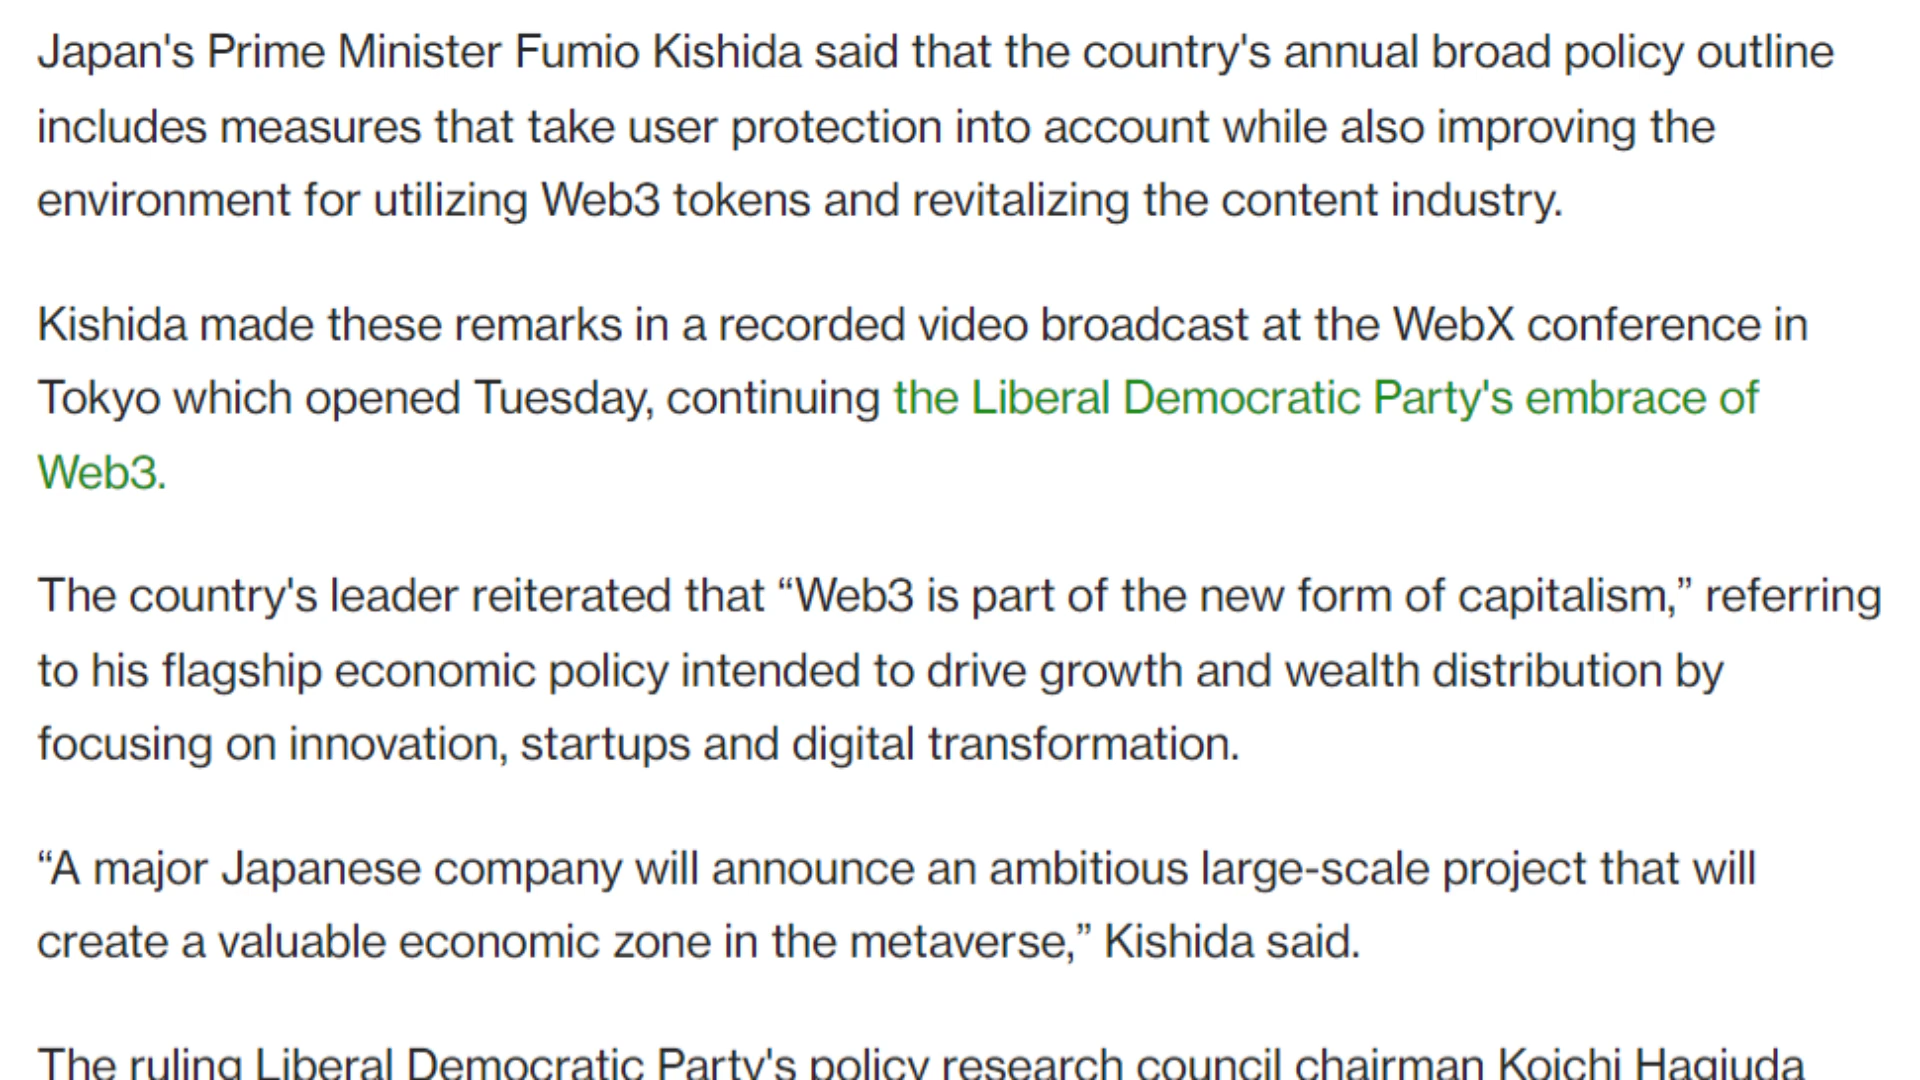 Japan's Prime Minister Fumio Kishida said that the country's annual broad policy outline
includes measures that take user protection into account while also improving the
environment for utilizing Web3 tokens and revitalizing the content industry.
Kishida made these remarks in a recorded video broadcast at the WebX conference in
Tokyo which opened Tuesday, continuing the Liberal Democratic Party's embrace of
Web3.
The country's leader reiterated that “Web3 is part of the new form of capitalism,” referring
to his flagship economic policy intended to drive growth and wealth distribution by
focusing on innovation, startups and digital transformation.
“A major Japanese company will announce an ambitious large-scale project that will
create a valuable economic zone in the metaverse,” Kishida said.
The ruling Liberal Democratic Party's policy research council chairman Koichi Hagiuda